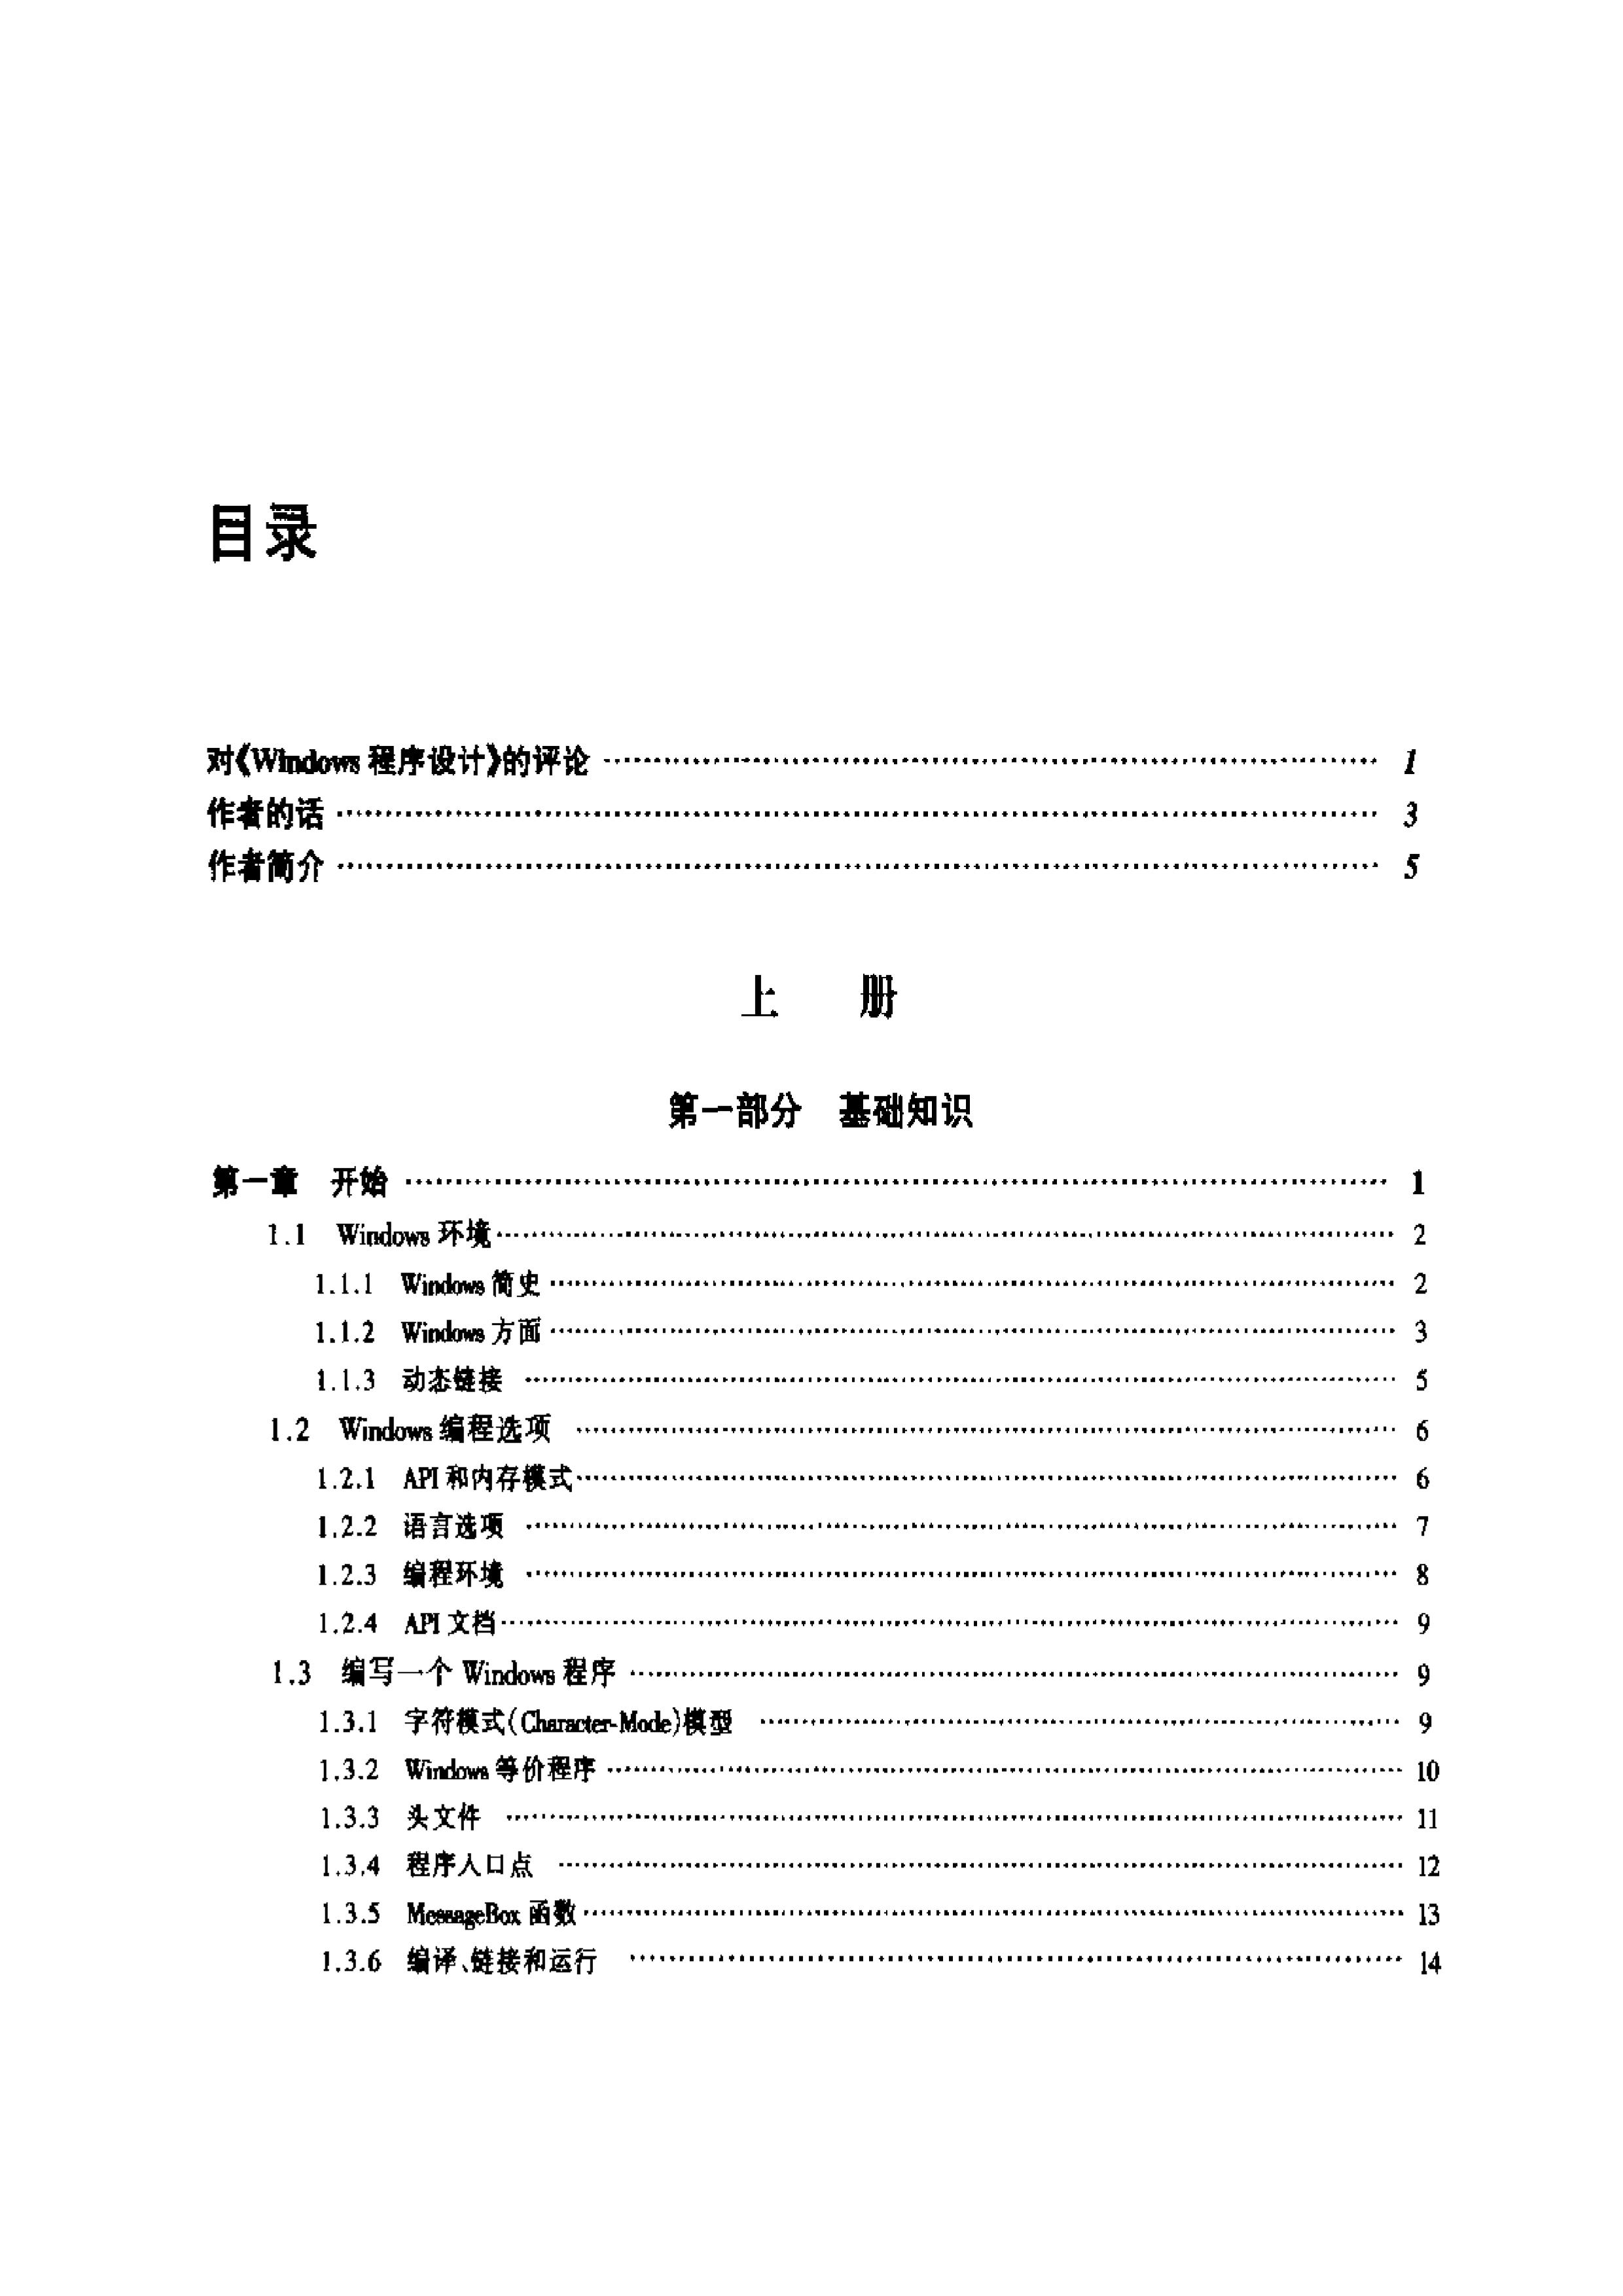 目录
对《Windows 程序设计》的评论 …… 1
作者的话 …… 3
作者简介 …… 5
上 册
第一部分 基础知识
第一章 开始 …… 1
1.1 Windows 环境 …… 2
1.1.1 Windows 简史 …… 2
1.1.2 Windows 方面 …… 3
1.1.3 动态链接 …… 5
1.2 Windows 编程选项 …… 6
1.2.1 API 和内存模式 …… 6
1.2.2 语言选项 …… 7
1.2.3 编程环境 …… 8
1.2.4 API 文档 …… 9
1.3 编写一个 Windows 程序 …… 9
1.3.1 字符模式(Character-Mode)模型 …… 9
1.3.2 Windows 等价程序 …… 10
1.3.3 头文件 …… 11
1.3.4 程序入口点 …… 12
1.3.5 MessageBox 函数 …… 13
1.3.6 编译、链接和运行 …… 14